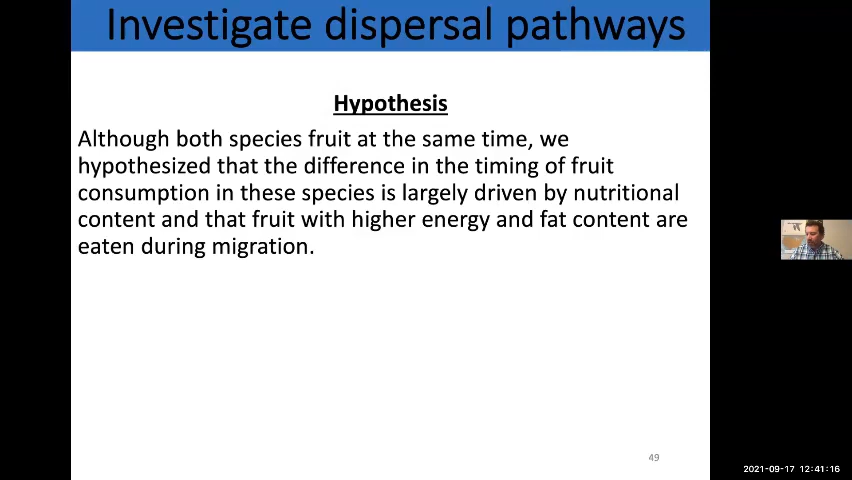 Investigate dispersal pathways
Hypothesis
Although both species fruit at the same time, we
hypothesized that the difference in the timing of fruit
consumption in these species is largely driven by nutritional
content and that fruit with higher energy and fat content are
eaten during migration.
49
2021-09-17 12:41:16